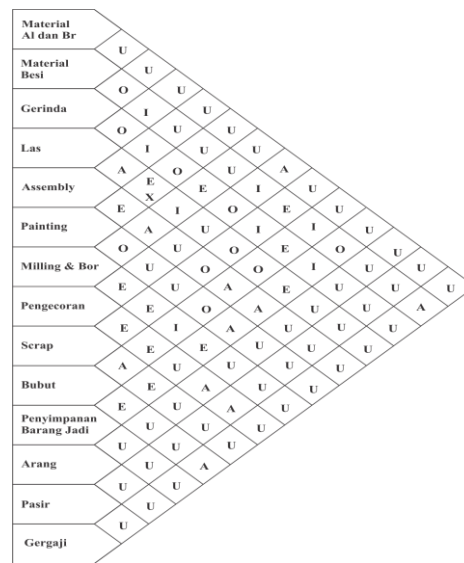 Material
Al dan Br
U
Material
Besi
U
O U
Gerinda
I U
O U U
Las
I U U
A O U A
Assembly
E E I U
X
E I O E U
Painting
A U I I U
O U O E O U
Milling & Bor
U O O I U U
E U A E U U U
Pengecoran
E O A U U A
E I A U U U
Scrap
E E U U U
A U U U U
Bubut
E A U U
E U A U
Penyimpanan
Barang Jadi
U U U
U U U
Arang
U A
U U
Pasir
U
U
Gergaji